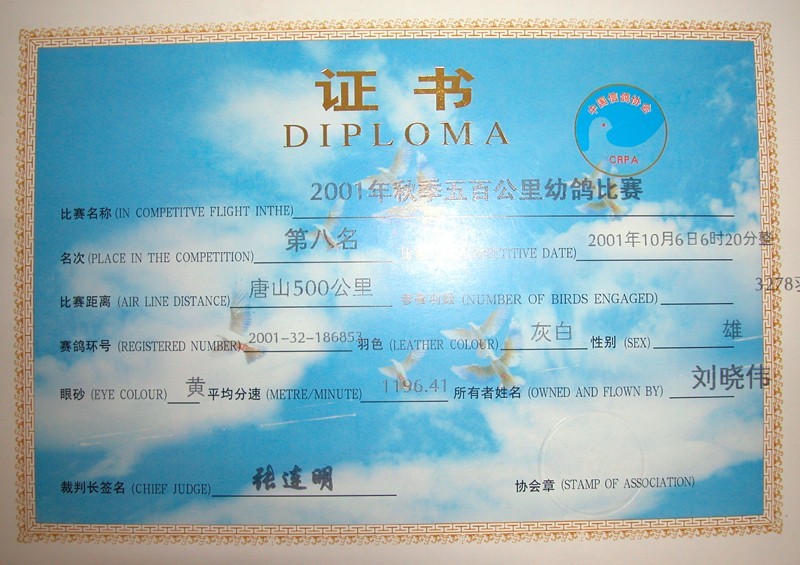 证书
DIPLOMA
中国信鸽协会
CRPA
比赛名称 (IN COMPETITVE FLIGHT INTHE) 2001年秋季五百公里幼鸽比赛
名次 (PLACE IN THE COMPETITION) 第八名 DATE) 2001年10月6日6时20分整
比赛距离 (AIR LINE DISTANCE) 唐山500公里 (NUMBER OF BIRDS ENGAGED) 3278
赛鸽环号 (REGISTERED NUMBER) 2001-32-186853 羽色 (LEATHER COLOUR) 灰白 性别 (SEX) 雄
眼砂 (EYE COLOUR) 黄 平均分速 (METRE/MINUTE) 1196.41 所有者姓名 (OWNED AND FLOWN BY) 刘晓伟
裁判长签名 (CHIEF JUDGE) 张连明 协会章 (STAMP OF ASSOCIATION)